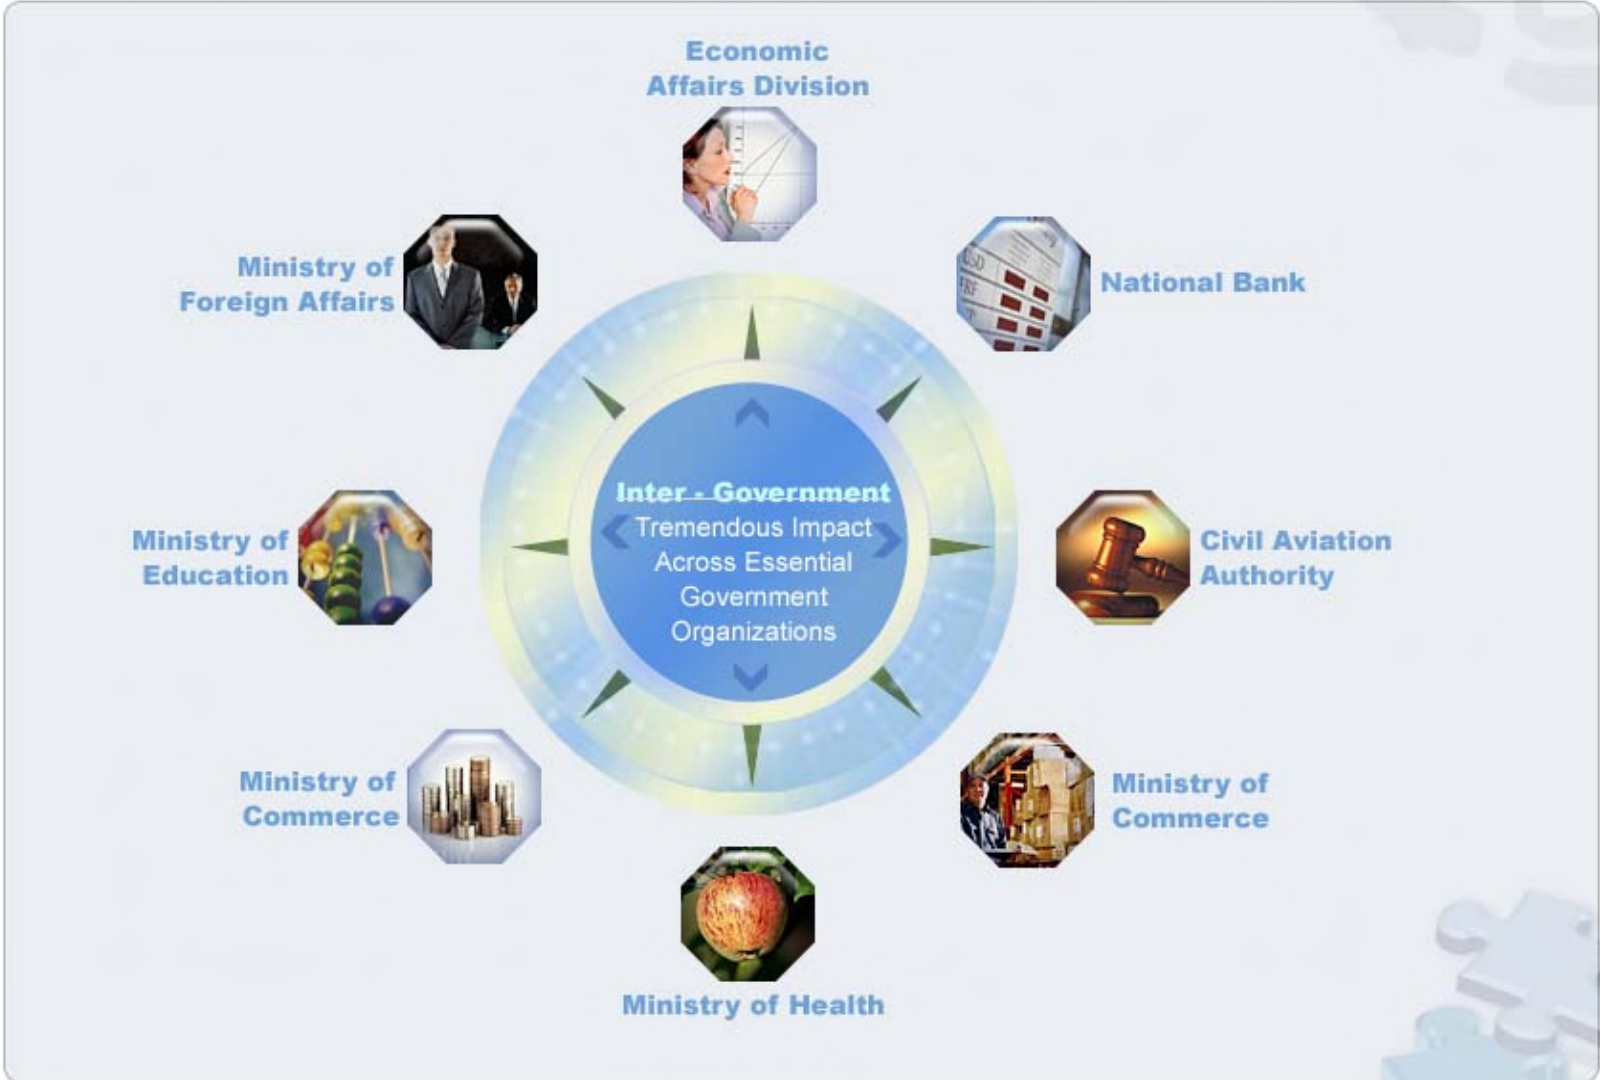 Economic
Affairs Division
Ministry of
Foreign Affairs
National Bank
Inter - Government
Tremendous Impact
Across Essential
Government
Organizations
Ministry of
Education
Civil Aviation
Authority
Ministry of
Commerce
Ministry of
Commerce
Ministry of Health
USD